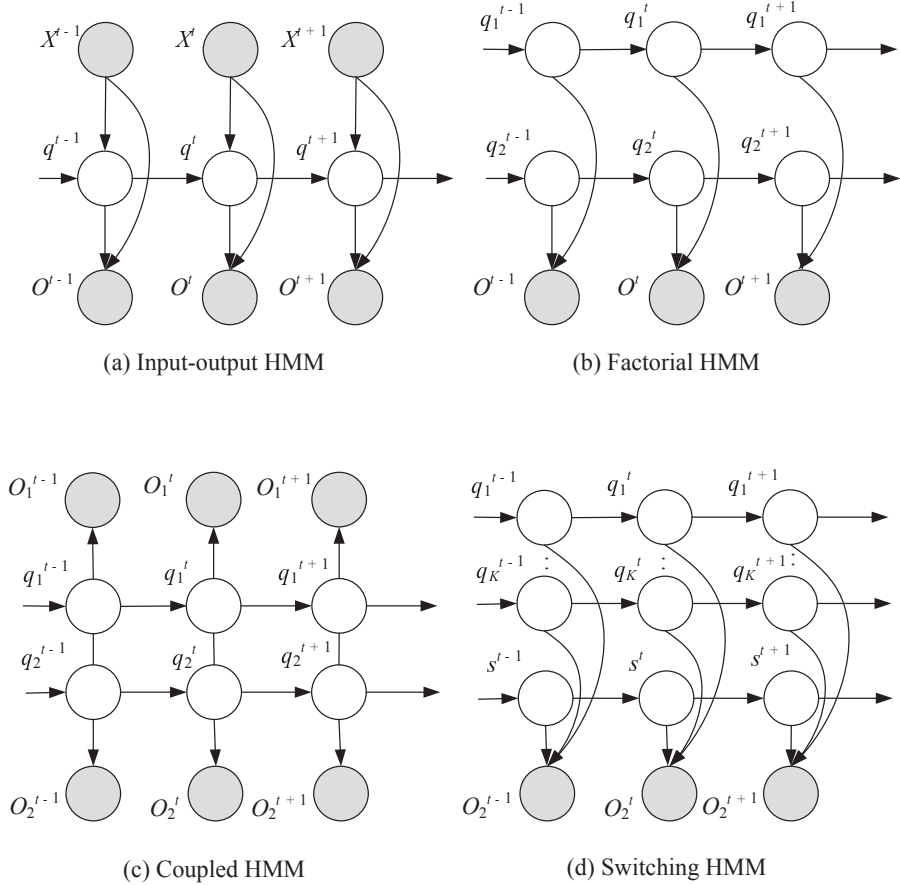 X^{t-1} X^t X^{t+1}
q^{t-1} q^t q^{t+1}
O^{t-1} O^t O^{t+1}
(a) Input-output HMM
q_1^{t-1} q_1^t q_1^{t+1}
q_2^{t-1} q_2^t q_2^{t+1}
O^{t-1} O^t O^{t+1}
(b) Factorial HMM
O_1^{t-1} O_1^t O_1^{t+1}
q_1^{t-1} q_1^t q_1^{t+1}
q_2^{t-1} q_2^t q_2^{t+1}
O_2^{t-1} O_2^t O_2^{t+1}
(c) Coupled HMM
q_1^{t-1} q_1^t q_1^{t+1}
⋮ ⋮ ⋮
q_K^{t-1} q_K^t q_K^{t+1}
s^{t-1} s^t s^{t+1}
O_2^{t-1} O_2^t O_2^{t+1}
(d) Switching HMM